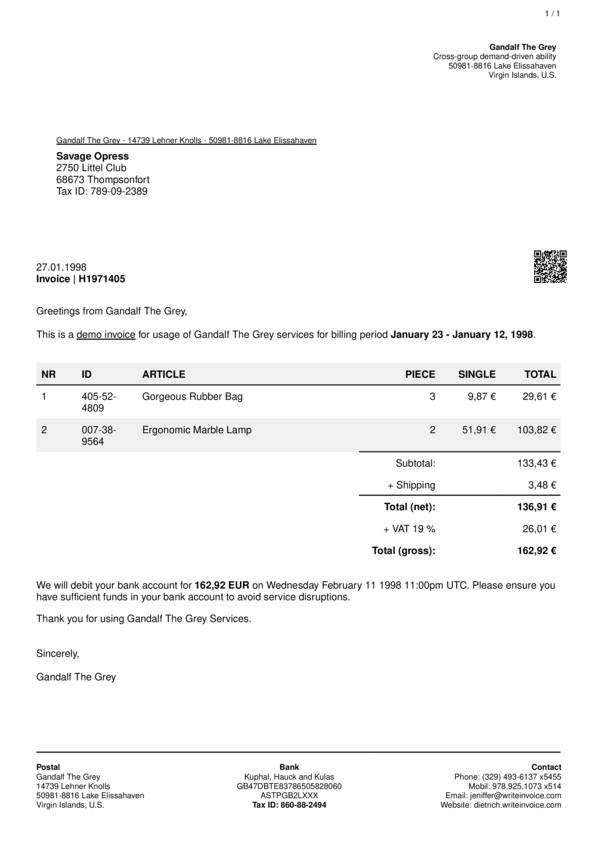 1 / 1
Gandalf The Grey
Cross-group demand-driven ability
50981-8816 Lake Elissahaven
Virgin Islands, U.S.
Gandalf The Grey - 14739 Lehner Knolls - 50981-8816 Lake Elissahaven
Savage Opress
2750 Littel Club
68673 Thompsonfort
Tax ID: 789-09-2389
27.01.1998
Invoice | H1971405
Greetings from Gandalf The Grey,
This is a demo invoice for usage of Gandalf The Grey services for billing period January 23 - January 12, 1998.
NR ID ARTICLE PIECE SINGLE TOTAL
1 405-52- Gorgeous Rubber Bag 3 9,87 € 29,61 €
4809
2 007-38- Ergonomic Marble Lamp 2 51,91 € 103,82 €
9564
Subtotal: 133,43 €
+ Shipping 3,48 €
Total (net): 136,91 €
+ VAT 19 % 26,01 €
Total (gross): 162,92 €
We will debit your bank account for 162,92 EUR on Wednesday February 11 1998 11:00pm UTC. Please ensure you
have sufficient funds in your bank account to avoid service disruptions.
Thank you for using Gandalf The Grey Services.
Sincerely,
Gandalf The Grey
Postal
Gandalf The Grey
14739 Lehner Knolls
50981-8816 Lake Elissahaven
Virgin Islands, U.S.
Bank
Kuphal, Hauck and Kulas
GB47DBTE83786505828060
ASTPGB2LXXX
Tax ID: 860-88-2494
Contact
Phone: (329) 493-6137 x5455
Mobil: 978.925.1073 x514
Email: jeniffer@writeinvoice.com
Website: dietrich.writeinvoice.com